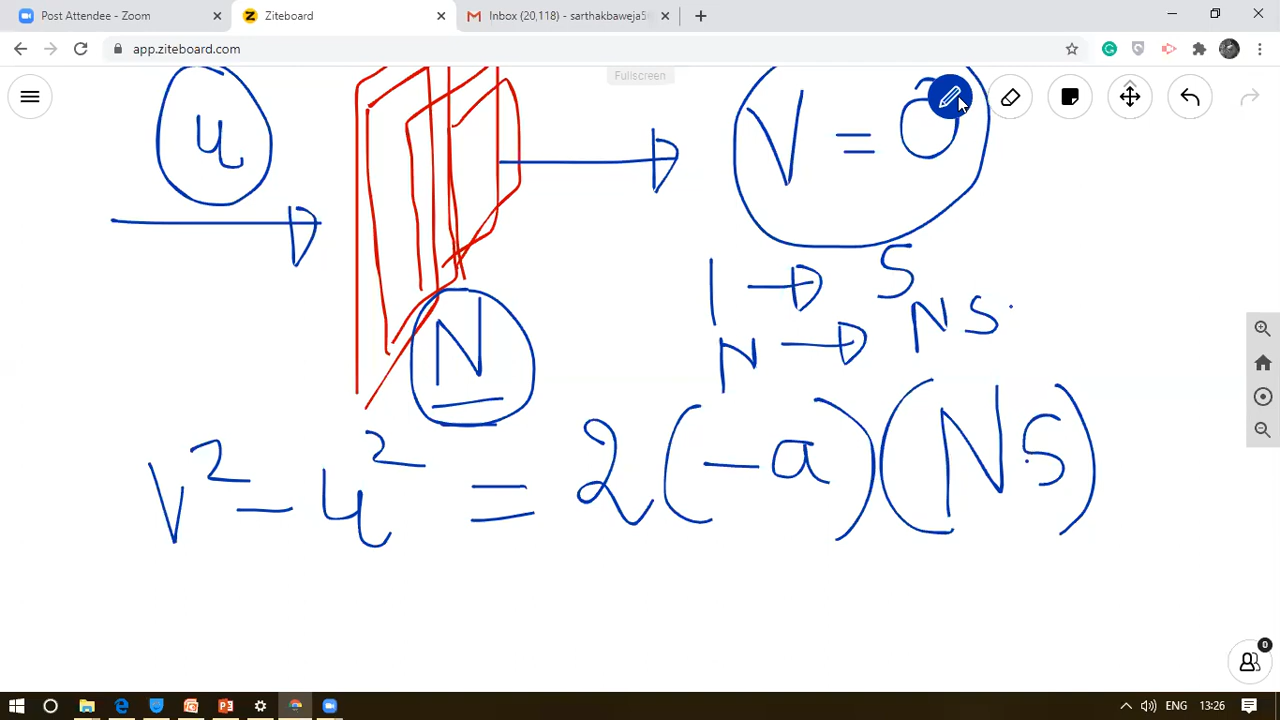 Post Attendee - Zoom
Ziteboard
Inbox (20,118) - sarthakbaweja5
app.ziteboard.com
Fullscreen
u
V = 0
1 → S
N → NS.
N
V² - u² = 2(-a)(NS)
0
ENG 13:26